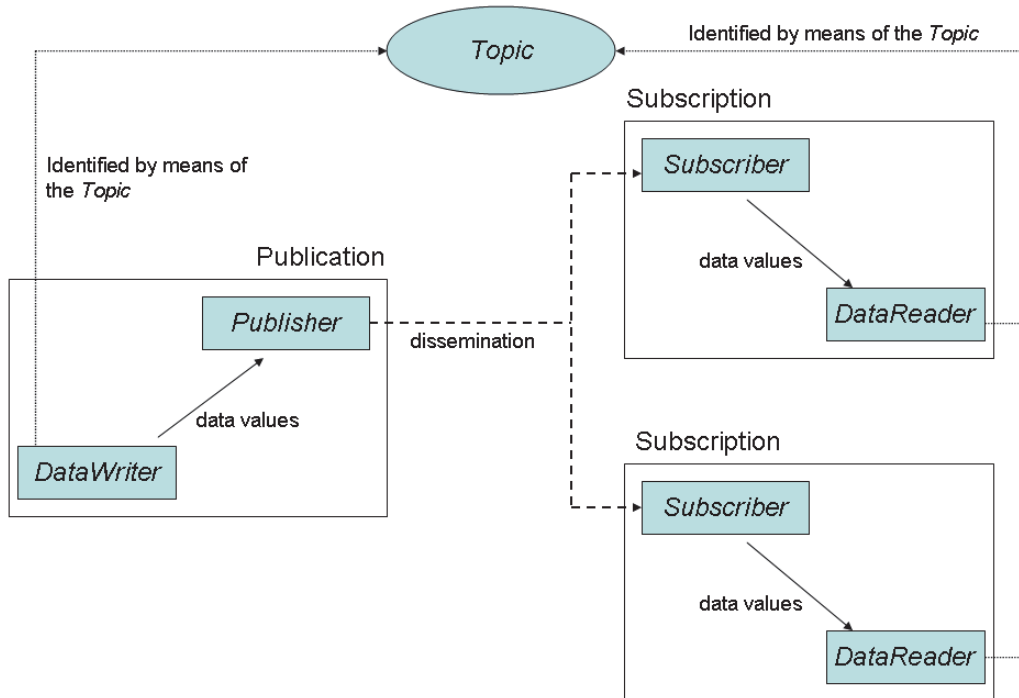 Topic
Identified by means of the Topic
Identified by means of
the Topic
Subscription
Subscriber
data values
DataReader
Publication
Publisher
data values
DataWriter
dissemination
Subscription
Subscriber
data values
DataReader